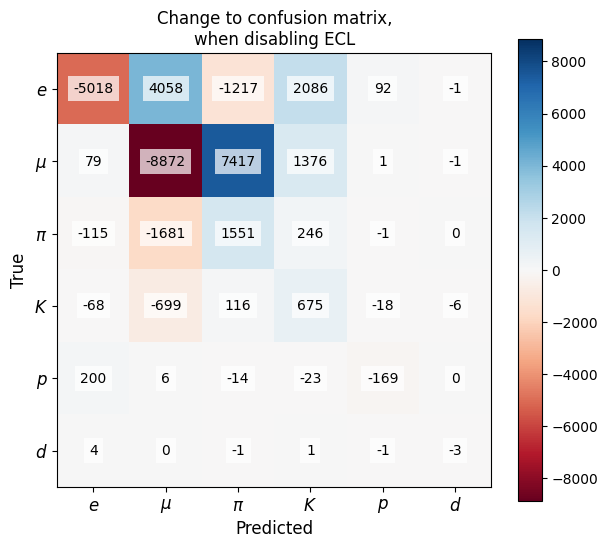 Change to confusion matrix,
when disabling ECL
e -5018 4058 -1217 2086 92 -1
μ 79 -8872 7417 1376 1 -1
π -115 -1681 1551 246 -1 0
K -68 -699 116 675 -18 -6
p 200 6 -14 -23 -169 0
d 4 0 -1 1 -1 -3
e μ π K p d
Predicted
True
8000
6000
4000
2000
0
−2000
−4000
−6000
−8000